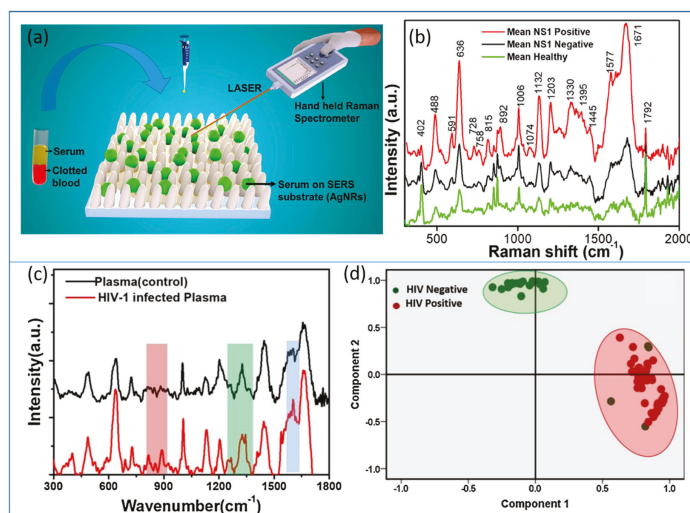 (a)
LASER
Hand held Raman
Spectrometer
Serum
Clotted
blood
Serum on SERS
substrate (AgNRs)
(b)
Mean NS1 Positive
Mean NS1 Negative
Mean Healthy
402
488
591
636
728
758
815
892
1006
1074
1132
1203
1330
1395
1445
1577
1671
1792
Intensity (a.u.)
500 1000 1500 2000
Raman shift (cm-1)
(c)
Plasma(control)
HIV-1 infected Plasma
Intensity(a.u.)
300 600 900 1200 1500 1800
Wavenumber(cm-1)
(d)
HIV Negative
HIV Positive
Component 2
1.0
0.5
0.0
-0.5
-1.0
-1.0 -0.5 0.0 0.5 1.0
Component 1